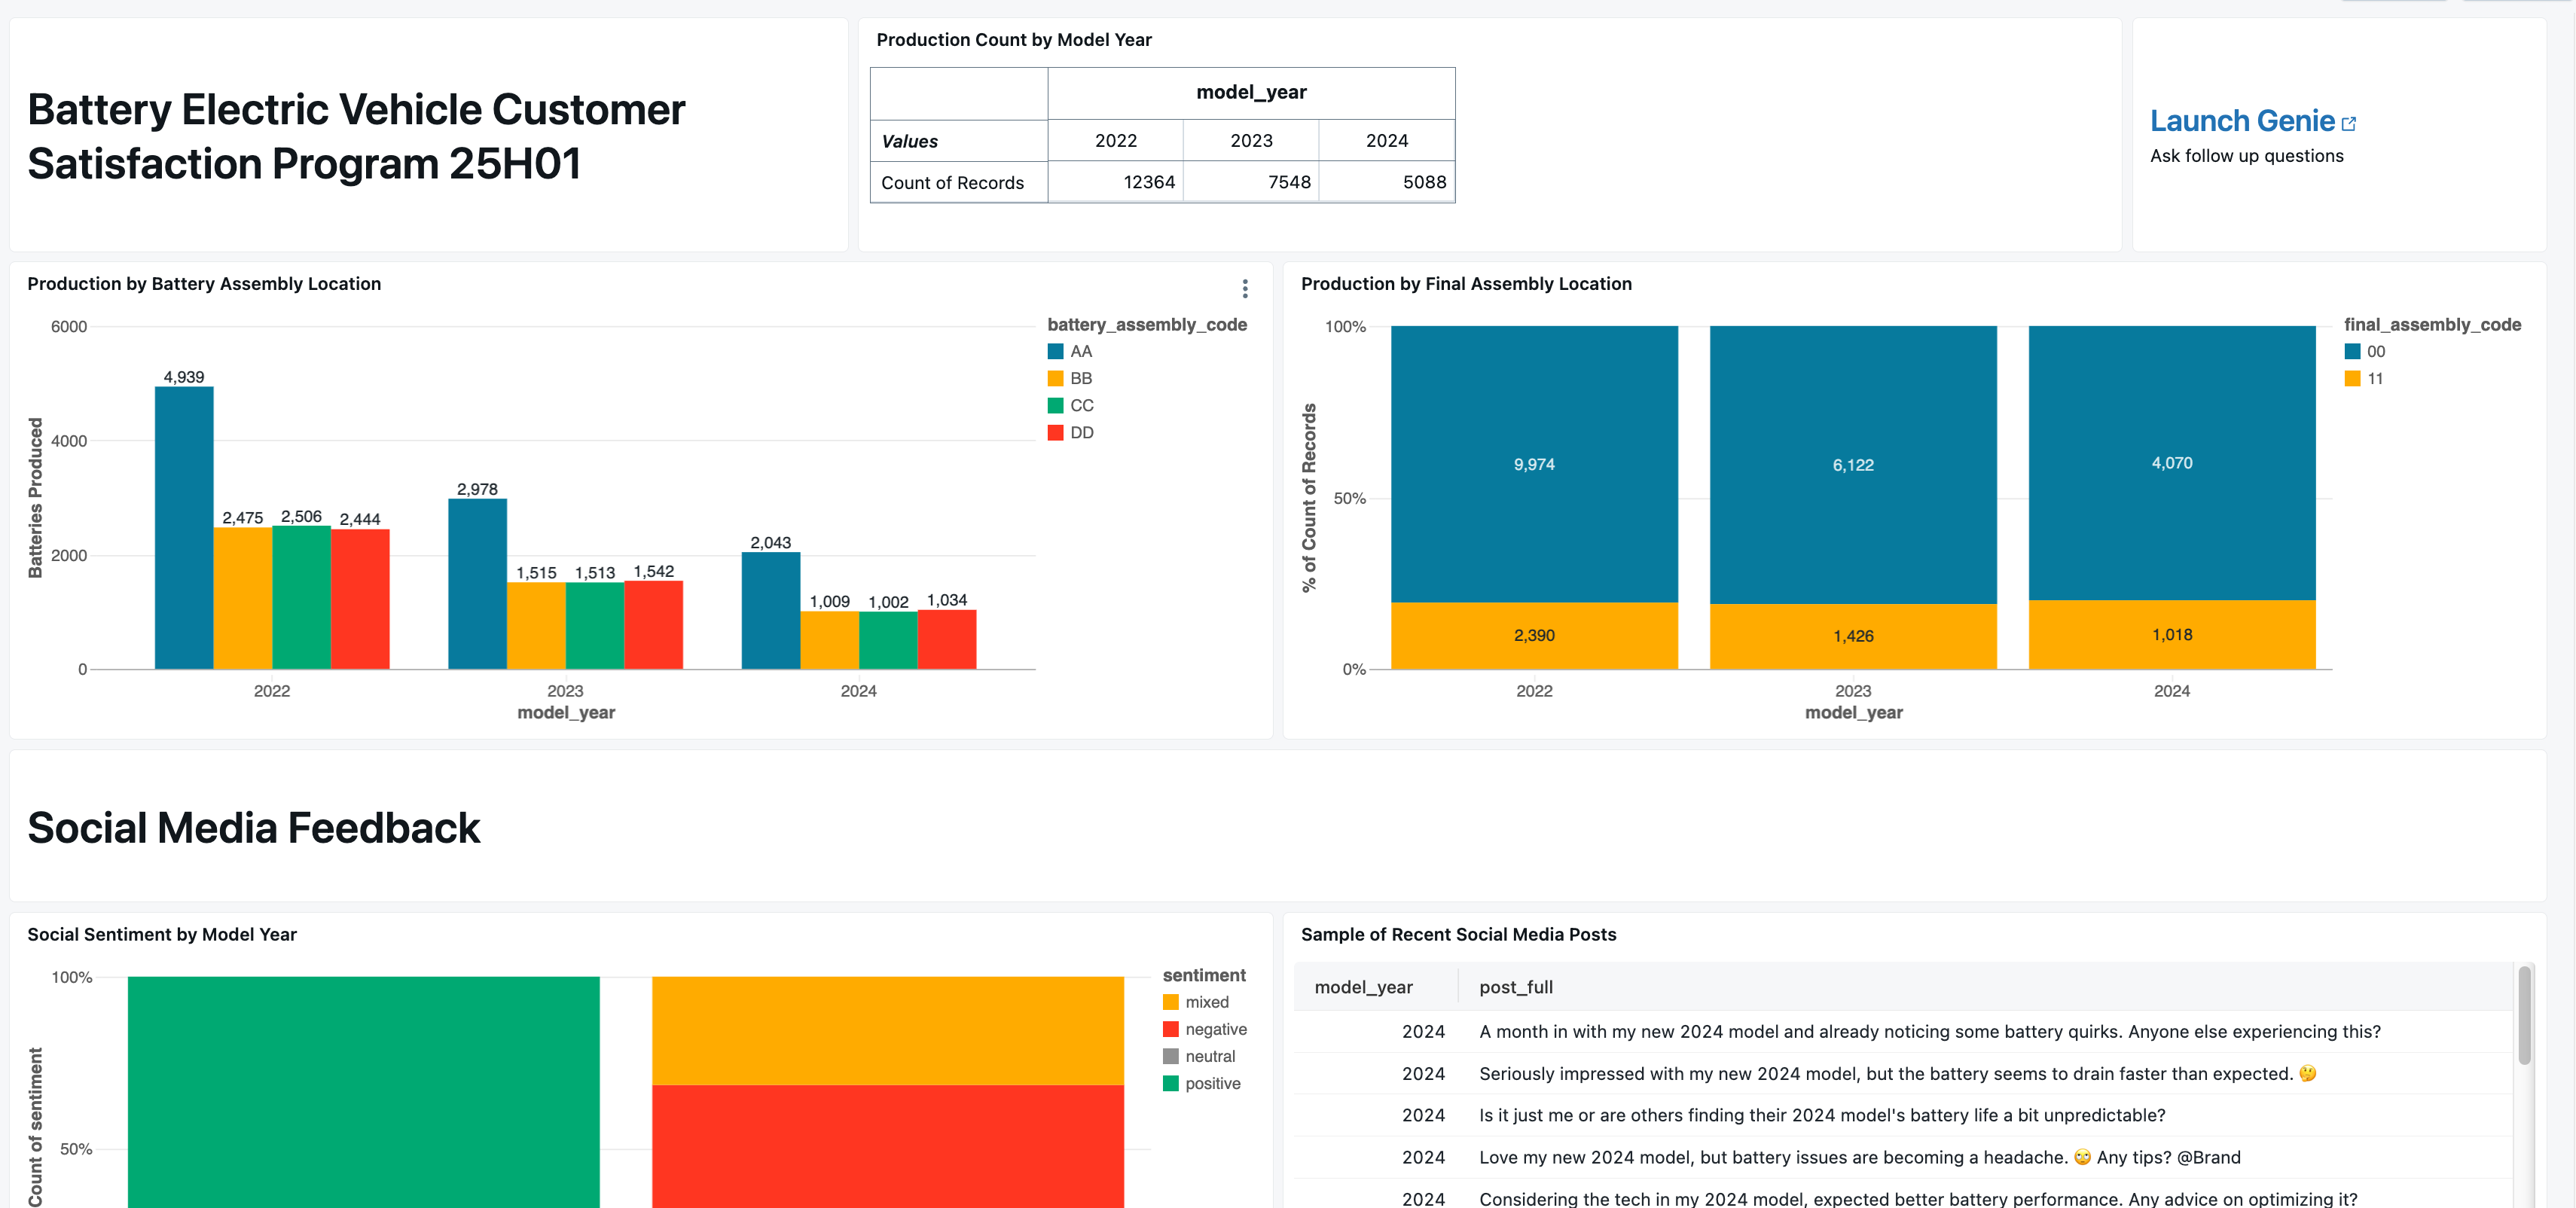 Battery Electric Vehicle Customer
Satisfaction Program 25H01
Production Count by Model Year
model_year
Values 2022 2023 2024
Count of Records 12364 7548 5088
Launch Genie
Ask follow up questions
Production by Battery Assembly Location
Batteries Produced
6000
4000
2000
0
4,939
2,475
2,506
2,444
2,978
1,515
1,513
1,542
2,043
1,009
1,002
1,034
2022
2023
2024
model_year
battery_assembly_code
AA
BB
CC
DD
Production by Final Assembly Location
% of Count of Records
100%
50%
0%
9,974
6,122
4,070
2,390
1,426
1,018
2022
2023
2024
model_year
final_assembly_code
00
11
Social Media Feedback
Social Sentiment by Model Year
Count of sentiment
100%
50%
sentiment
mixed
negative
neutral
positive
Sample of Recent Social Media Posts
model_year post_full
2024 A month in with my new 2024 model and already noticing some battery quirks. Anyone else experiencing this?
2024 Seriously impressed with my new 2024 model, but the battery seems to drain faster than expected. 🤔
2024 Is it just me or are others finding their 2024 model's battery life a bit unpredictable?
2024 Love my new 2024 model, but battery issues are becoming a headache. 🙄 Any tips? @Brand
2024 Considering the tech in my 2024 model, expected better battery performance. Any advice on optimizing it?